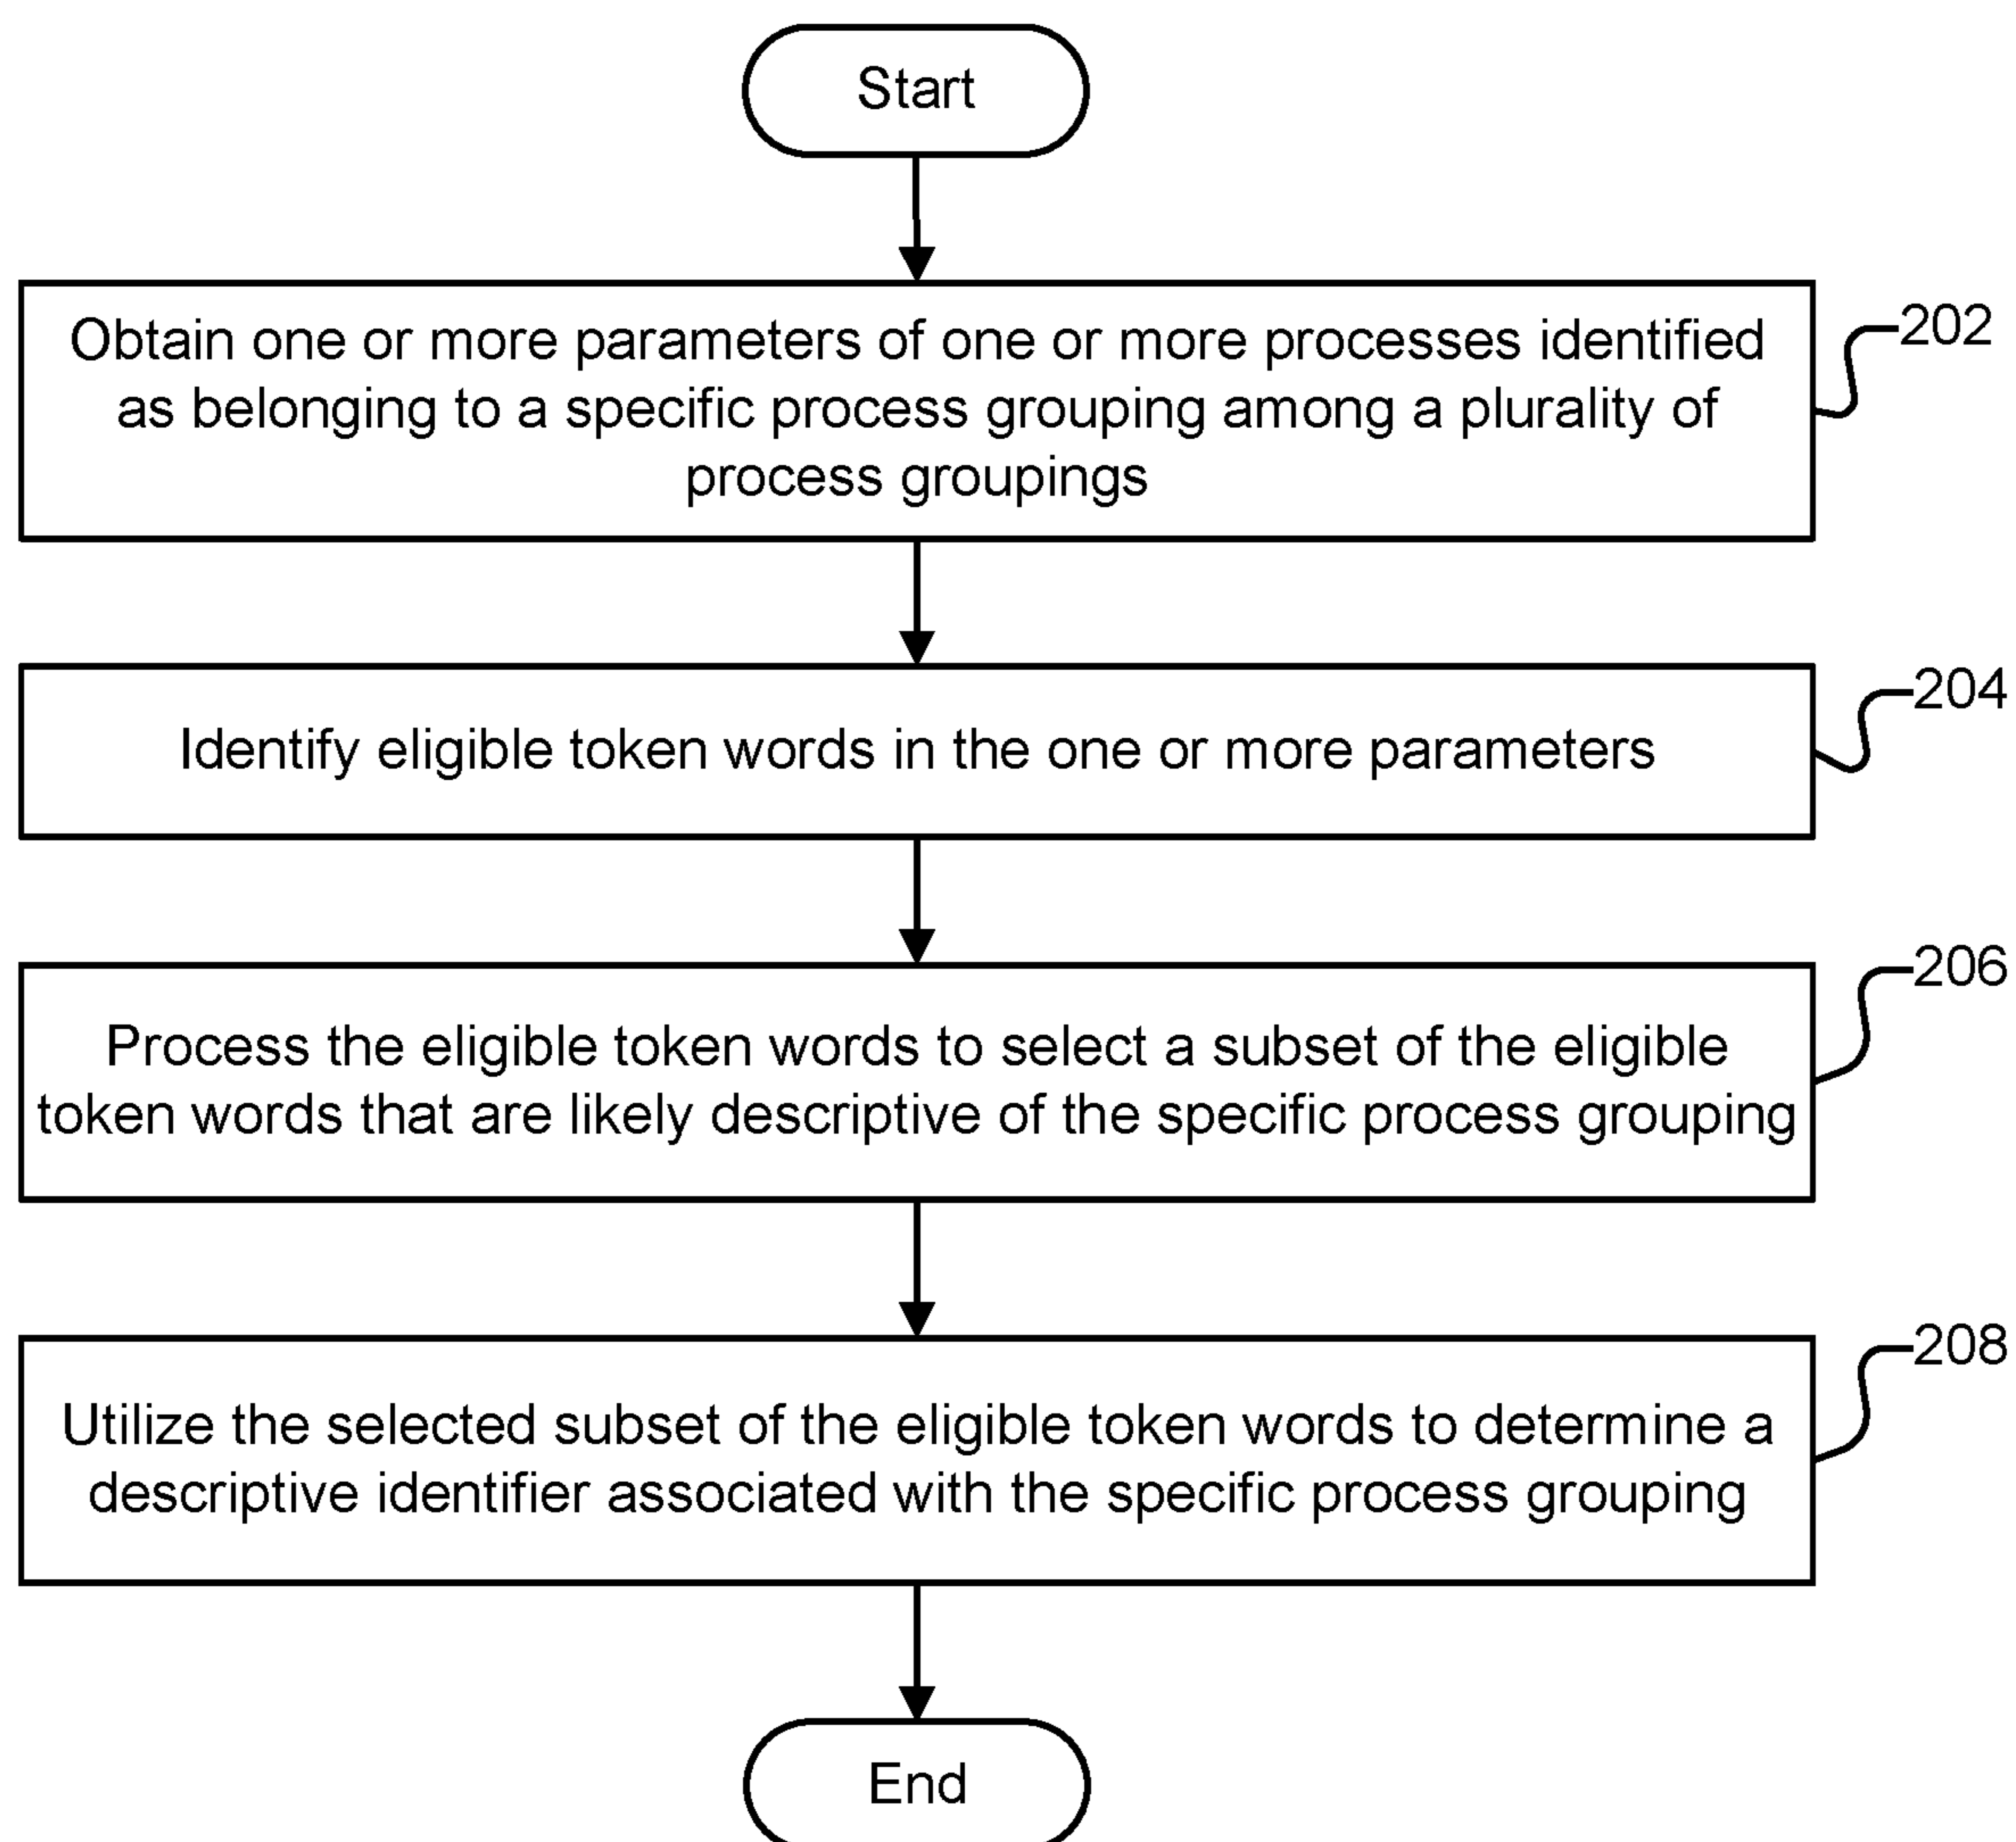 Start
Obtain one or more parameters of one or more processes identified
as belonging to a specific process grouping among a plurality of
process groupings
202
Identify eligible token words in the one or more parameters
204
Process the eligible token words to select a subset of the eligible
token words that are likely descriptive of the specific process grouping
206
Utilize the selected subset of the eligible token words to determine a
descriptive identifier associated with the specific process grouping
208
End